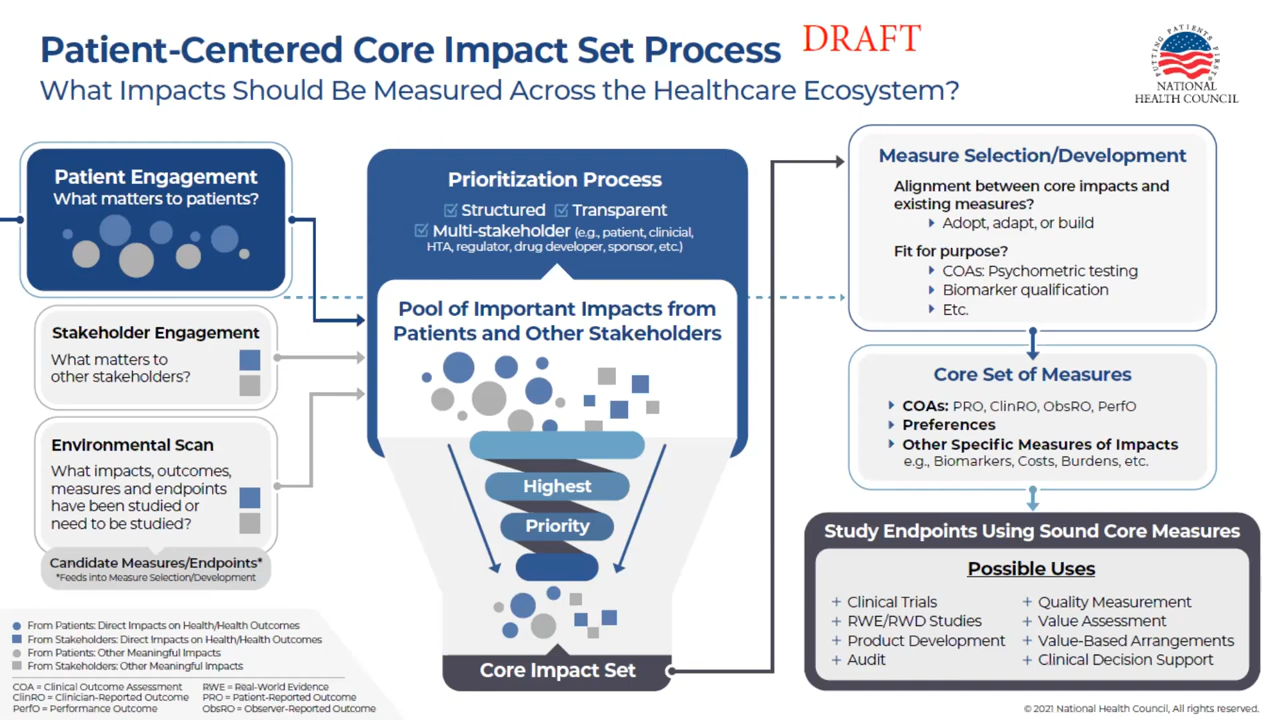 Patient-Centered Core Impact Set Process
DRAFT
What Impacts Should Be Measured Across the Healthcare Ecosystem?
PUTTING PATIENTS FIRST
NATIONAL
HEALTH COUNCIL
Patient Engagement
What matters to patients?
Stakeholder Engagement
What matters to
other stakeholders?
Environmental Scan
What impacts, outcomes,
measures and endpoints
have been studied or
need to be studied?
Candidate Measures/Endpoints*
*Feeds into Measure Selection/Development
Prioritization Process
Structured
Transparent
Multi-stakeholder (e.g., patient, clinicial,
HTA, regulator, drug developer, sponsor, etc.)
Pool of Important Impacts from
Patients and Other Stakeholders
Highest
Priority
Core Impact Set
Measure Selection/Development
Alignment between core impacts and
existing measures?
Adopt, adapt, or build
Fit for purpose?
COAs: Psychometric testing
Biomarker qualification
Etc.
Core Set of Measures
COAs: PRO, ClinRO, ObsRO, PerfO
Preferences
Other Specific Measures of Impacts
e.g., Biomarkers, Costs, Burdens, etc.
Study Endpoints Using Sound Core Measures
Possible Uses
+ Clinical Trials
+ RWE/RWD Studies
+ Product Development
+ Audit
+ Quality Measurement
+ Value Assessment
+ Value-Based Arrangements
+ Clinical Decision Support
From Patients: Direct Impacts on Health/Health Outcomes
From Stakeholders: Direct Impacts on Health/Health Outcomes
From Patients: Other Meaningful Impacts
From Stakeholders: Other Meaningful Impacts
COA = Clinical Outcome Assessment
ClinRO = Clinician-Reported Outcome
PerfO = Performance Outcome
RWE = Real-World Evidence
PRO = Patient-Reported Outcome
ObsRO = Observer-Reported Outcome
© 2021 National Health Council, All rights reserved.